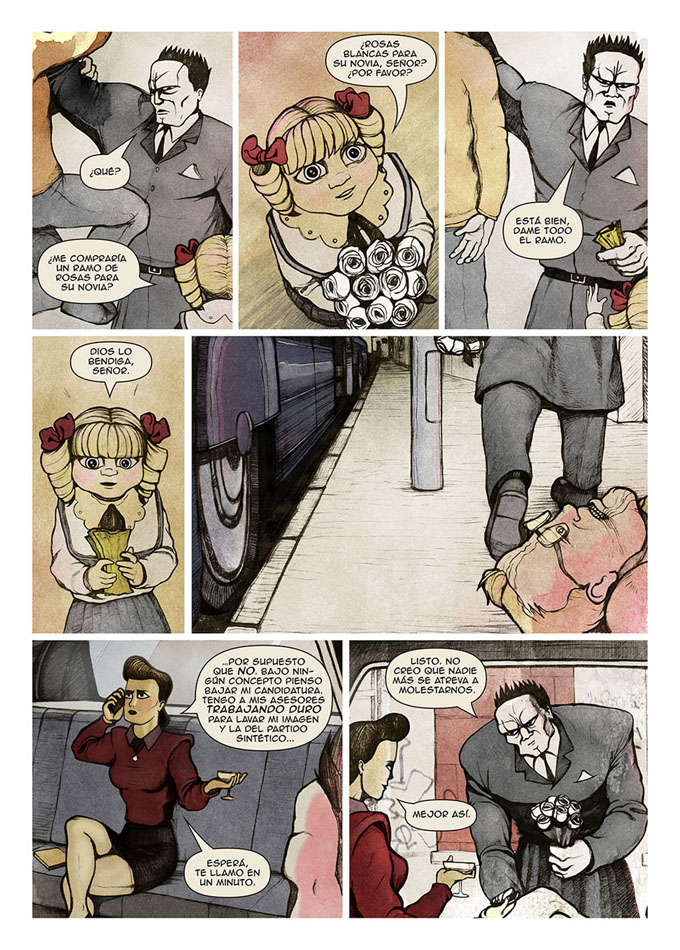 ¿QUÉ?
¿ME COMPRARÍA
UN RAMO DE
ROSAS PARA
SU NOVIA?
¿ROSAS
BLANCAS PARA
SU NOVIA, SEÑOR?
¿POR FAVOR?
ESTÁ BIEN,
DAME TODO
EL RAMO.
DIOS LO
BENDIGA,
SEÑOR.
...POR SUPUESTO
QUE NO. BAJO NIN-
GÚN CONCEPTO PIENSO
BAJAR MI CANDIDATURA.
TENGO A MIS ASESORES
TRABAJANDO DURO
PARA LAVAR MI IMAGEN
Y LA DEL PARTIDO
SINTÉTICO...
ESPERÁ,
TE LLAMO EN
UN MINUTO.
LISTO. NO
CREO QUE NADIE
MÁS SE ATREVA A
MOLESTARNOS.
MEJOR ASÍ.